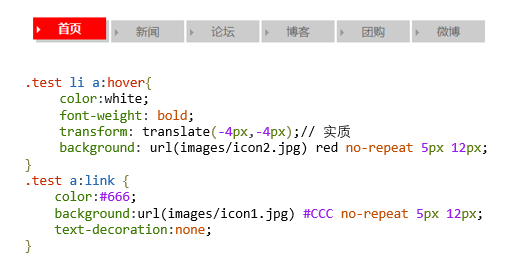 首页 新闻 论坛 博客 团购 微博
.test li a:hover{
color:white;
font-weight: bold;
transform: translate(-4px,-4px);// 实质
background: url(images/icon2.jpg) red no-repeat 5px 12px;
}
.test a:link {
color:#666;
background:url(images/icon1.jpg) #CCC no-repeat 5px 12px;
text-decoration:none;
}